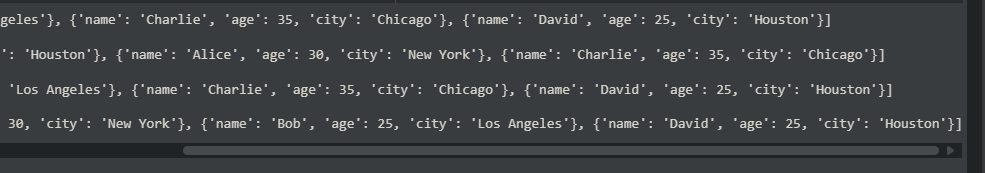 geles'}, {'name': 'Charlie', 'age': 35, 'city': 'Chicago'}, {'name': 'David', 'age': 25, 'city': 'Houston'}]
': 'Houston'}, {'name': 'Alice', 'age': 30, 'city': 'New York'}, {'name': 'Charlie', 'age': 35, 'city': 'Chicago'}]
'Los Angeles'}, {'name': 'Charlie', 'age': 35, 'city': 'Chicago'}, {'name': 'David', 'age': 25, 'city': 'Houston'}]
30, 'city': 'New York'}, {'name': 'Bob', 'age': 25, 'city': 'Los Angeles'}, {'name': 'David', 'age': 25, 'city': 'Houston'}]